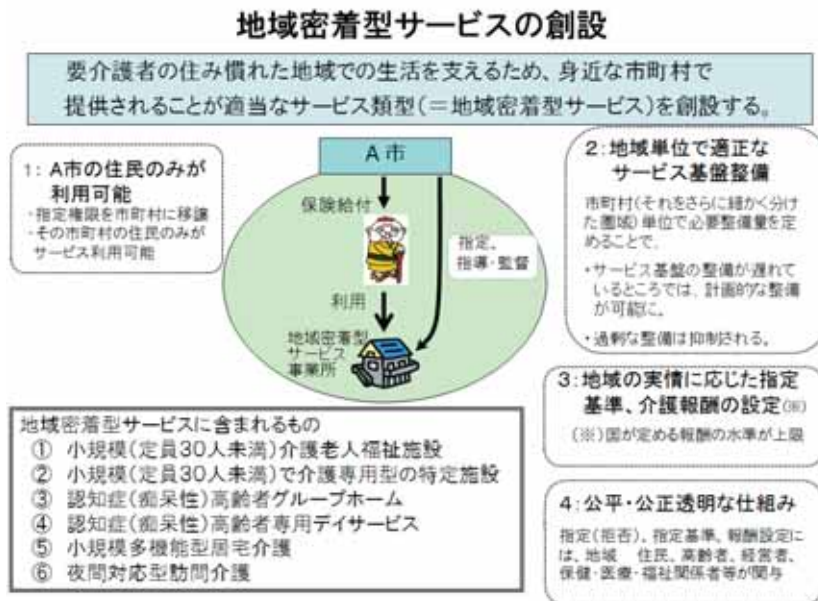 地域密着型サービスの創設
要介護者の住み慣れた地域での生活を支えるため、身近な市町村で
提供されることが適当なサービス類型(=地域密着型サービス)を創設する。
A市
1:A市の住民のみが
利用可能
・指定権限を市町村に移譲
・その市町村の住民のみが
サービス利用可能
保険給付
指定、
指導・監督
利用
地域密着型
サービス
事業所
2:地域単位で適正な
サービス基盤整備
市町村(それをさらに細かく分け
た圏域)単位で必要整備量を定
めることで、
・サービス基盤の整備が遅れて
いるところでは、計画的な整備
が可能に。
・過剰な整備は抑制される。
3:地域の実情に応じた指定
基準、介護報酬の設定(※)
(※)国が定める報酬の水準が上限
地域密着型サービスに含まれるもの
① 小規模(定員30人未満)介護老人福祉施設
② 小規模(定員30人未満)で介護専用型の特定施設
③ 認知症(痴呆性)高齢者グループホーム
④ 認知症(痴呆性)高齢者専用デイサービス
⑤ 小規模多機能型居宅介護
⑥ 夜間対応型訪問介護
4:公平・公正透明な仕組み
指定(拒否)、指定基準、報酬設定に
は、地域 住民、高齢者、経営者、
保健・医療・福祉関係者等が関与